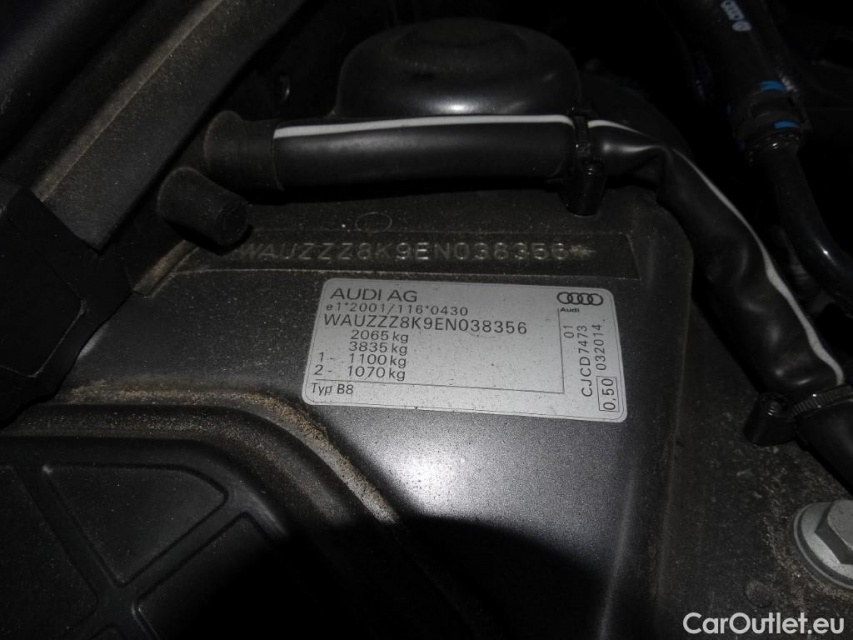 WAUZZZ8K9EN038356*
AUDI AG
e1*2001/116*0430
WAUZZZ8K9EN038356
2065 kg
3835 kg
1- 1100 kg
2- 1070 kg
Typ B8
Audi
01
CJCD7473 032014
0,50
CarOutlet.eu